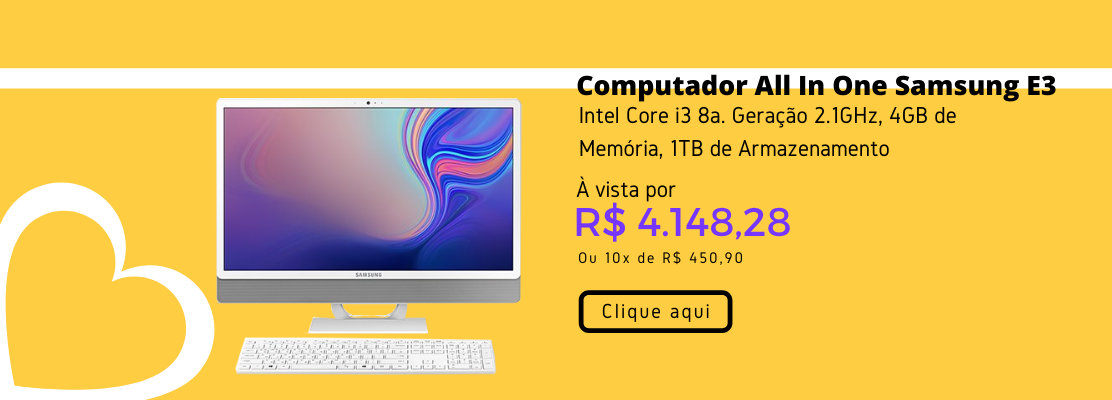 Computador All In One Samsung E3
Intel Core i3 8a. Geração 2.1GHz, 4GB de
Memória, 1TB de Armazenamento
À vista por
R$ 4.148,28
Ou 10x de R$ 450,90
Clique aqui
SAMSUNG